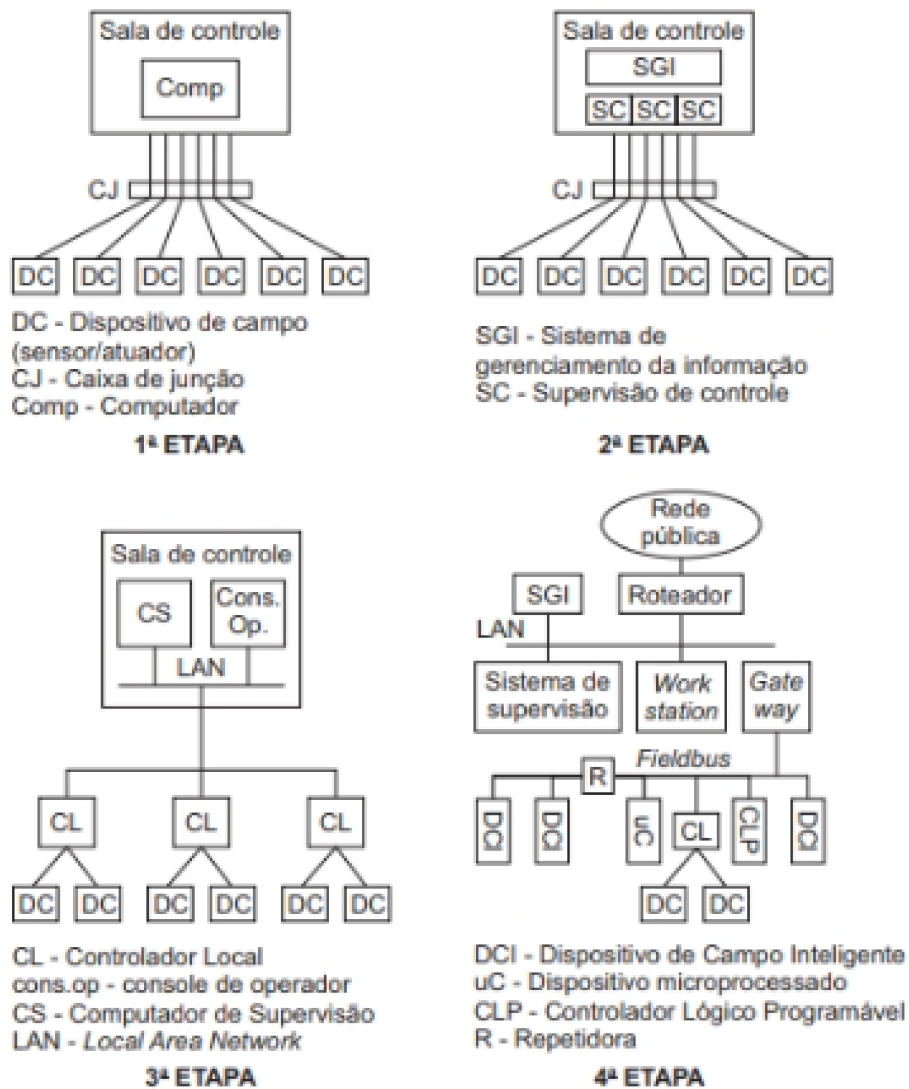 Sala de controle
Comp
CJ
DC DC DC DC DC DC
DC - Dispositivo de campo
(sensor/atuador)
CJ - Caixa de junção
Comp - Computador
1ª ETAPA
Sala de controle
SGI
SC SC SC
CJ
DC DC DC DC DC DC
SGI - Sistema de
gerenciamento da informação
SC - Supervisão de controle
2ª ETAPA
Sala de controle
CS
Cons.
Op.
LAN
CL CL CL
DC DC DC DC DC DC
CL - Controlador Local
cons.op - console de operador
CS - Computador de Supervisão
LAN - Local Area Network
3ª ETAPA
Rede
pública
SGI
Roteador
LAN
Sistema de
supervisão
Work
station
Gate
way
Fieldbus
R
DCI DCI uC CL CLP DCI
DC DC
DCI - Dispositivo de Campo Inteligente
uC - Dispositivo microprocessado
CLP - Controlador Lógico Programável
R - Repetidora
4ª ETAPA